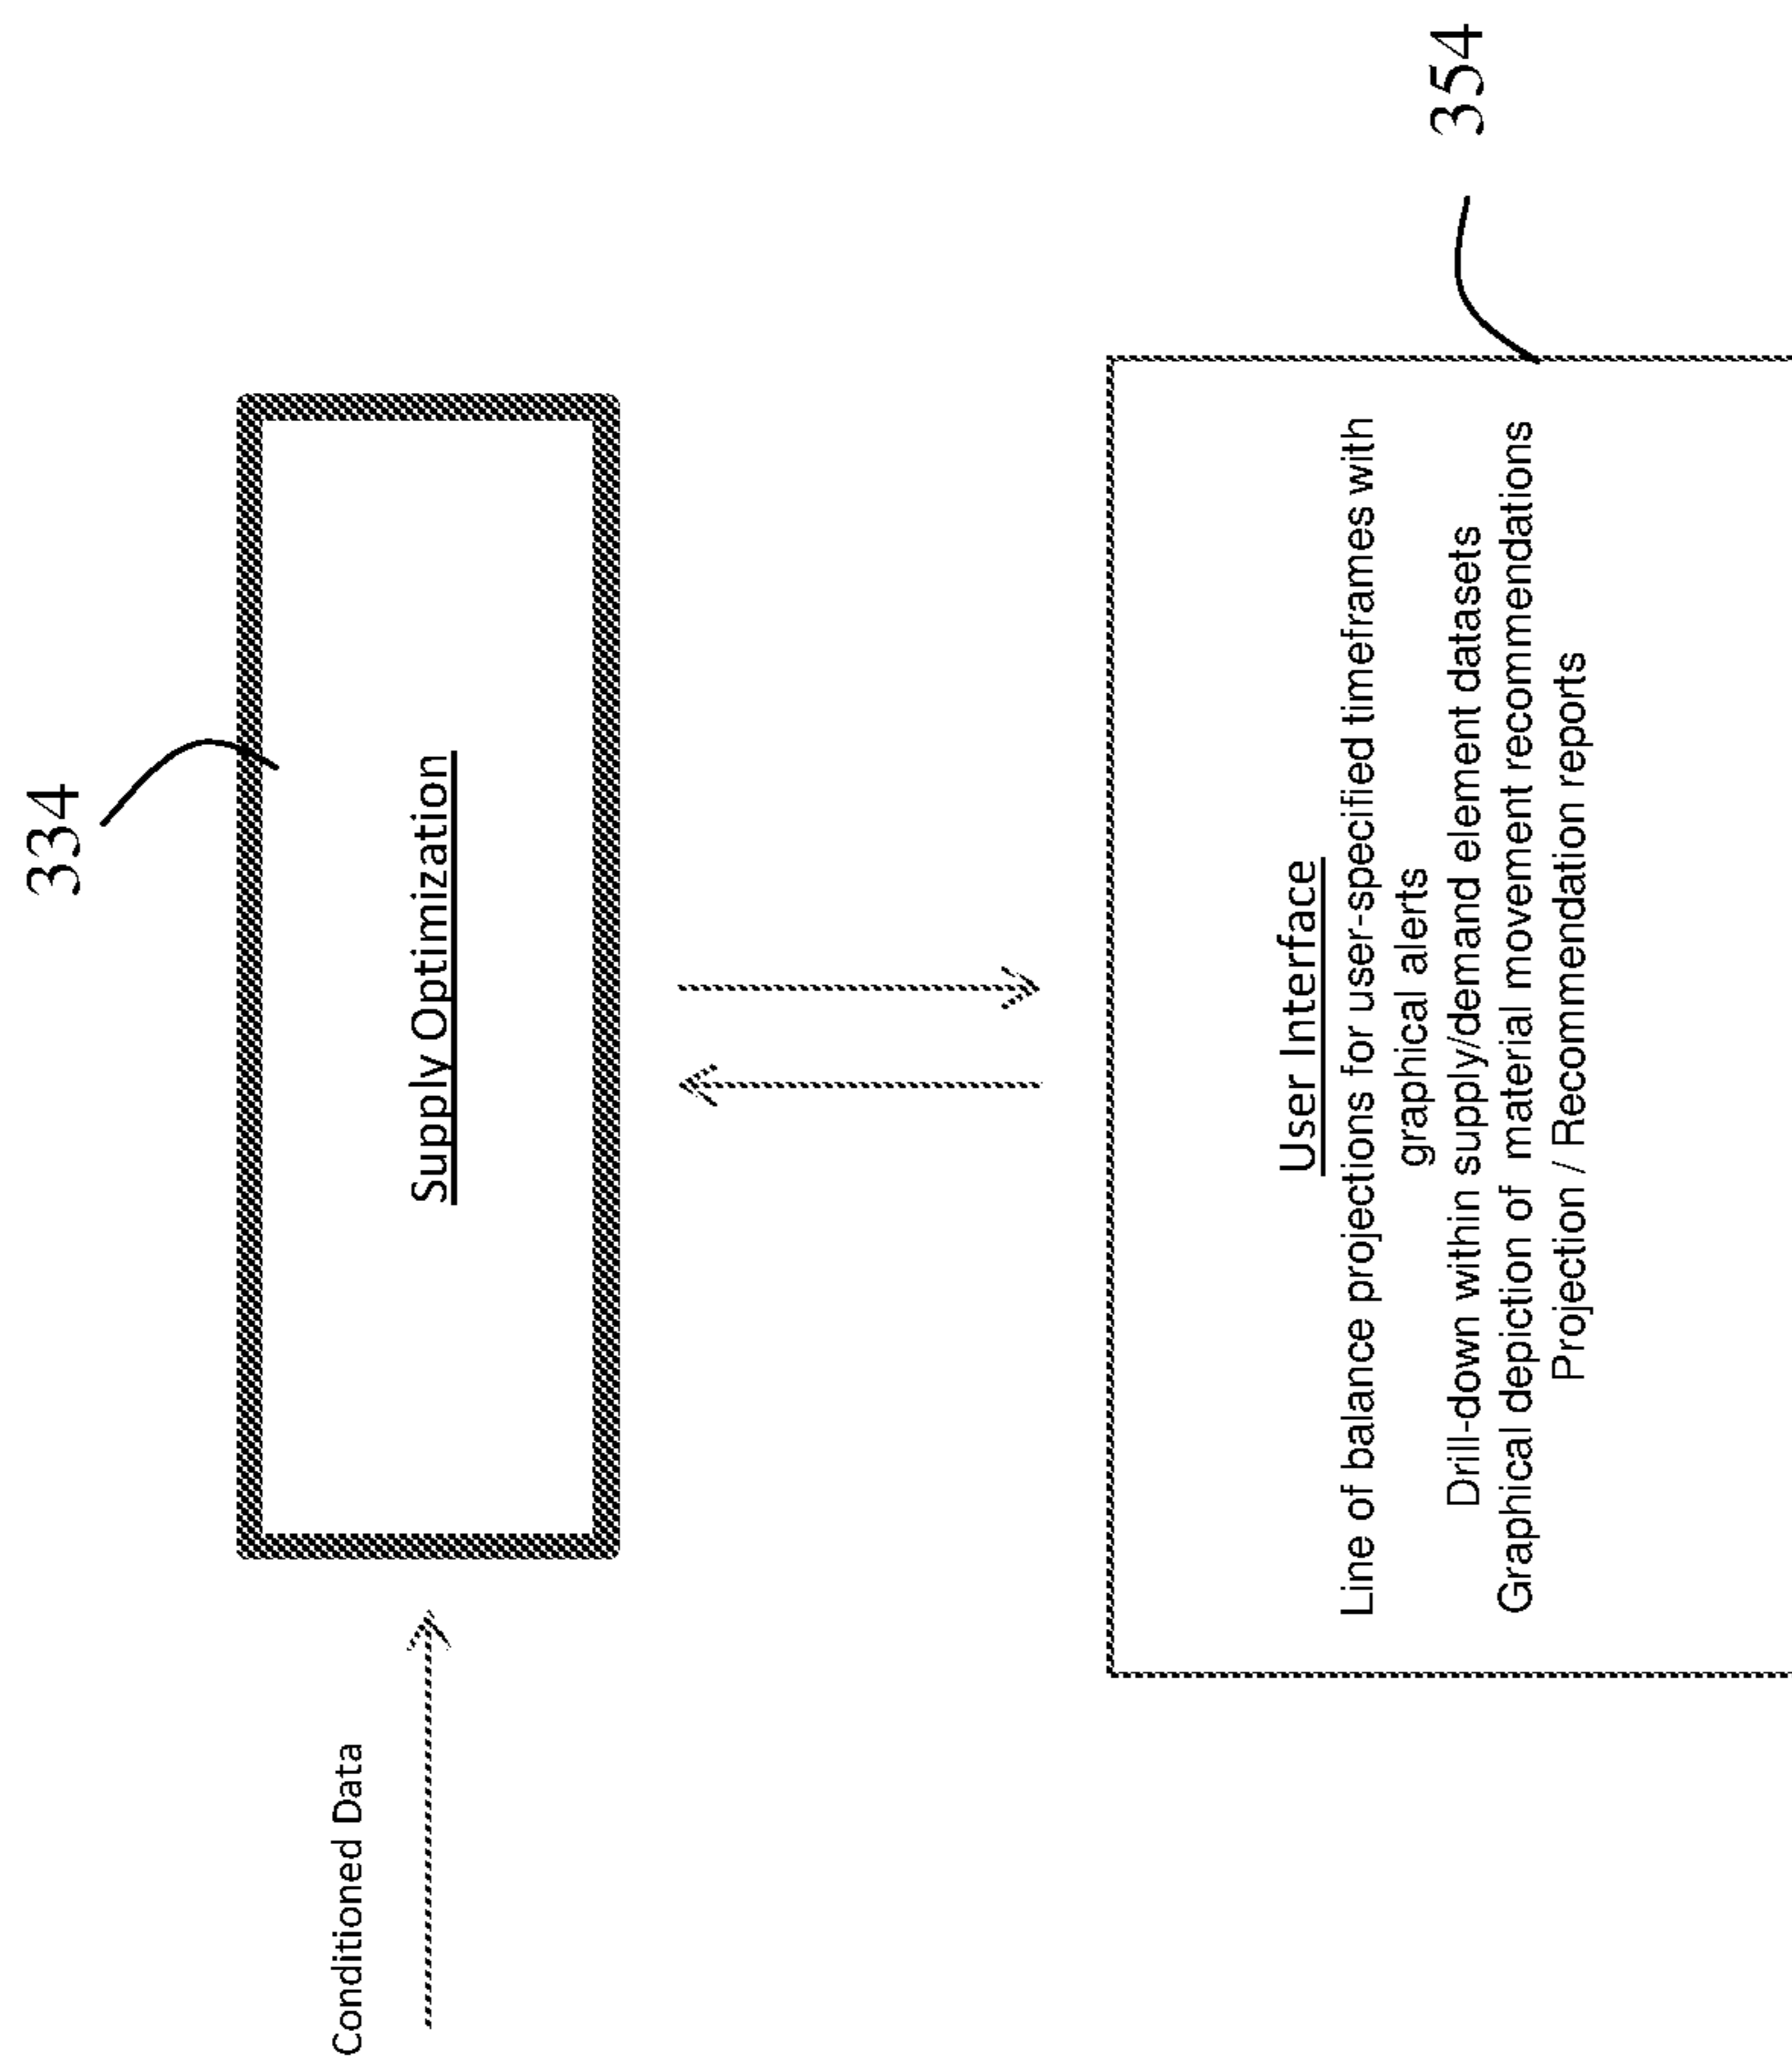 334
Conditioned Data
Supply Optimization
354
User Interface
Line of balance projections for user-specified timeframes with
graphical alerts
Drill-down within supply/demand element datasets
Graphical depiction of material movement recommendations
Projection / Recommendation reports